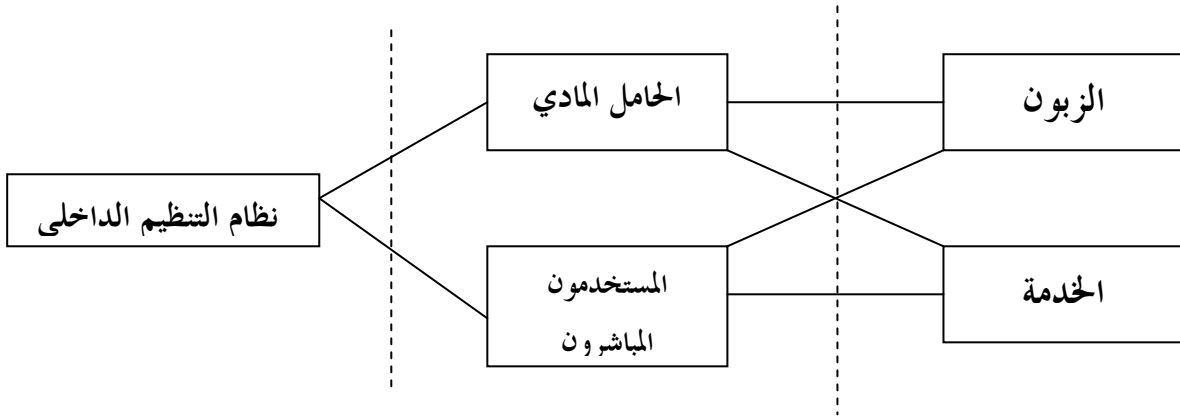 الحامل المادي
الزبون
نظام التنظيم الداخلي
المستخدمون
المباشرون
الخدمة